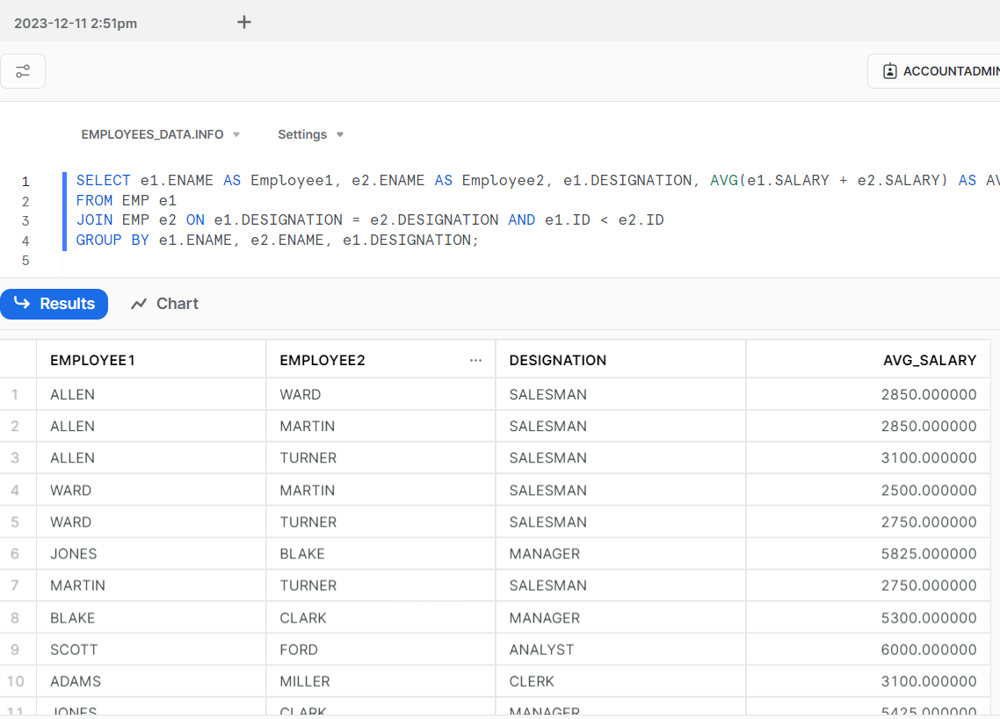 2023-12-11 2:51pm +
ACCOUNTADMIN
EMPLOYEES_DATA.INFO Settings
1 SELECT e1.ENAME AS Employee1, e2.ENAME AS Employee2, e1.DESIGNATION, AVG(e1.SALARY + e2.SALARY) AS AV
2 FROM EMP e1
3 JOIN EMP e2 ON e1.DESIGNATION = e2.DESIGNATION AND e1.ID < e2.ID
4 GROUP BY e1.ENAME, e2.ENAME, e1.DESIGNATION;
5
Results Chart
EMPLOYEE1 EMPLOYEE2 ... DESIGNATION AVG_SALARY
1 ALLEN WARD SALESMAN 2850.000000
2 ALLEN MARTIN SALESMAN 2850.000000
3 ALLEN TURNER SALESMAN 3100.000000
4 WARD MARTIN SALESMAN 2500.000000
5 WARD TURNER SALESMAN 2750.000000
6 JONES BLAKE MANAGER 5825.000000
7 MARTIN TURNER SALESMAN 2750.000000
8 BLAKE CLARK MANAGER 5300.000000
9 SCOTT FORD ANALYST 6000.000000
10 ADAMS MILLER CLERK 3100.000000
11 JONES CLARK MANAGER 5425.000000